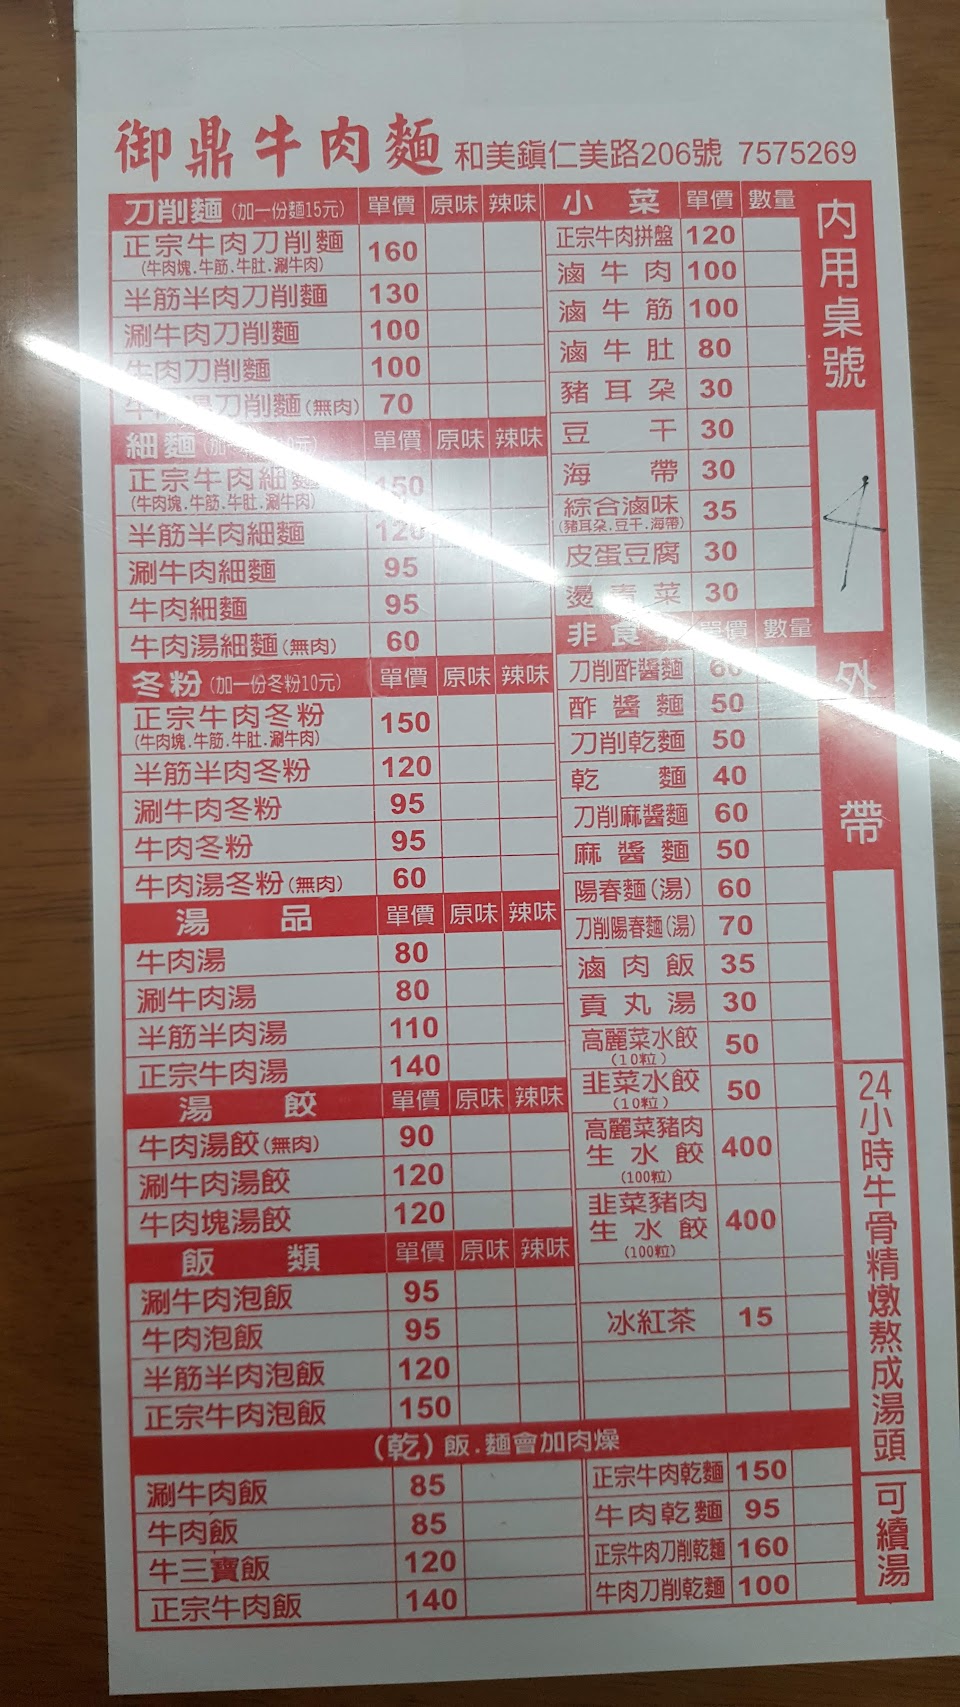 御鼎牛肉麵 和美鎮仁美路206號 7575269
刀削麵 (加一份麵15元) 單價 原味 辣味
正宗牛肉刀削麵 160
(牛肉塊.牛筋.牛肚.涮牛肉)
半筋半肉刀削麵 130
涮牛肉刀削麵 100
牛肉刀削麵 100
牛肉湯刀削麵(無肉) 70
細麵 單價 原味 辣味
正宗牛肉細麵 150
(牛肉塊.牛筋.牛肚.涮牛肉)
半筋半肉細麵 120
涮牛肉細麵 95
牛肉細麵 95
牛肉湯細麵(無肉) 60
冬粉 (加一份冬粉10元) 單價 原味 辣味
正宗牛肉冬粉 150
(牛肉塊.牛筋.牛肚.涮牛肉)
半筋半肉冬粉 120
涮牛肉冬粉 95
牛肉冬粉 95
牛肉湯冬粉(無肉) 60
湯品 單價 原味 辣味
牛肉湯 80
涮牛肉湯 80
半筋半肉湯 110
正宗牛肉湯 140
湯餃 單價 原味 辣味
牛肉湯餃(無肉) 90
涮牛肉湯餃 120
牛肉塊湯餃 120
飯類 單價 原味 辣味
涮牛肉泡飯 95
牛肉泡飯 95
半筋半肉泡飯 120
正宗牛肉泡飯 150
小菜 單價 數量
正宗牛肉拼盤 120
滷牛肉 100
滷牛筋 100
滷牛肚 80
豬耳朶 30
豆干 30
海帶 30
綜合滷味 35
(豬耳朶.豆干.海帶)
皮蛋豆腐 30
燙青菜 30
非食牛 單價 數量
刀削酢醬麵 60
酢醬麵 50
刀削乾麵 50
乾麵 40
刀削麻醬麵 60
麻醬麵 50
陽春麵(湯) 60
刀削陽春麵(湯) 70
滷肉飯 35
貢丸湯 30
高麗菜水餃 50
(10粒)
韭菜水餃 50
(10粒)
高麗菜豬肉
生水餃 400
(100粒)
韭菜豬肉
生水餃 400
(100粒)
冰紅茶 15
(乾)飯.麵會加肉燥
涮牛肉飯 85
牛肉飯 85
牛三寶飯 120
正宗牛肉飯 140
正宗牛肉乾麵 150
牛肉乾麵 95
正宗牛肉刀削乾麵 160
牛肉刀削乾麵 100
內用桌號
4
外帶
24小時牛骨精燉熬成湯頭
可續湯